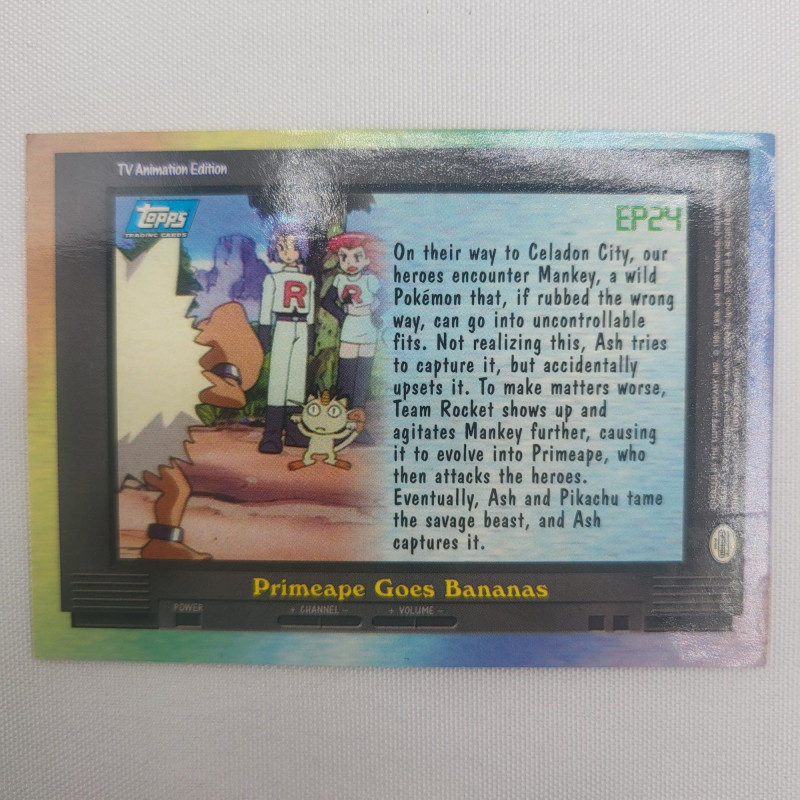 TV Animation Edition
Topps
TRADING CARDS
EP24
On their way to Celadon City, our
heroes encounter Mankey, a wild
Pokémon that, if rubbed the wrong
way, can go into uncontrollable
fits. Not realizing this, Ash tries
to capture it, but accidentally
upsets it. To make matters worse,
Team Rocket shows up and
agitates Mankey further, causing
it to evolve into Primeape, who
then attacks the heroes.
Eventually, Ash and Pikachu tame
the savage beast, and Ash
captures it.
R
R
Primeape Goes Bananas
POWER
+ CHANNEL -
+ VOLUME -